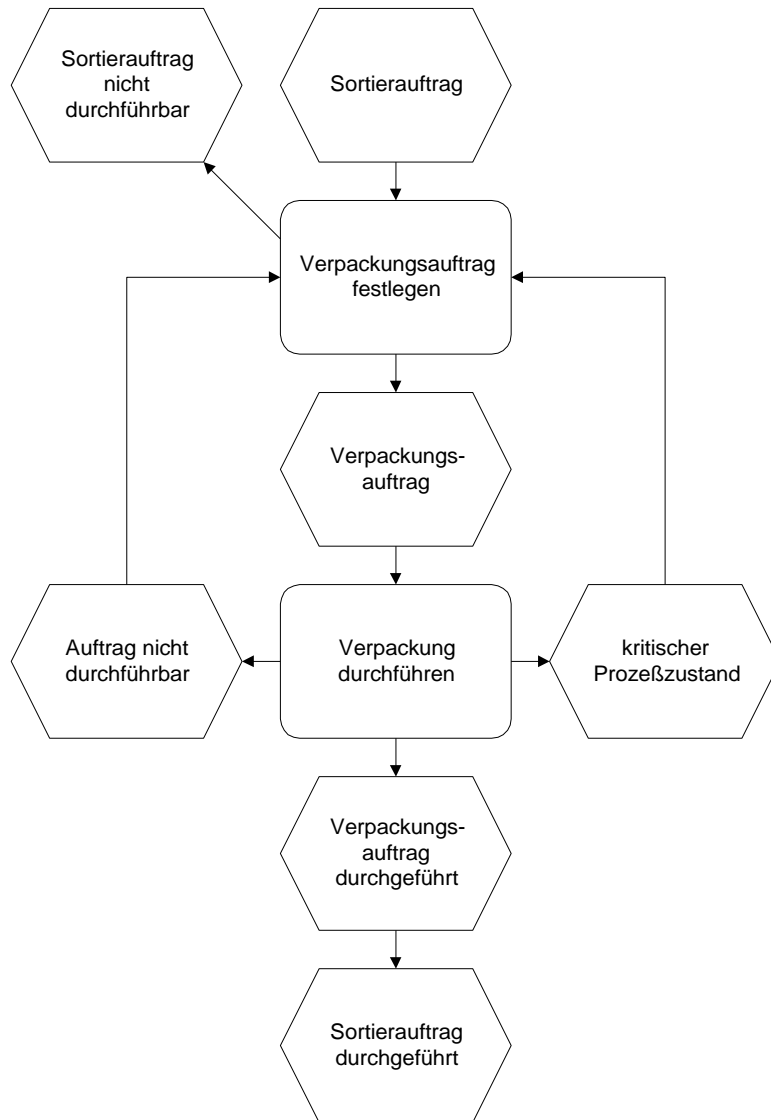 Sortierauftrag
nicht
durchführbar
Sortierauftrag
Verpackungsauftrag
festlegen
Verpackungs-
auftrag
Auftrag nicht
durchführbar
Verpackung
durchführen
kritischer
Prozeßzustand
Verpackungs-
auftrag
durchgeführt
Sortierauftrag
durchgeführt